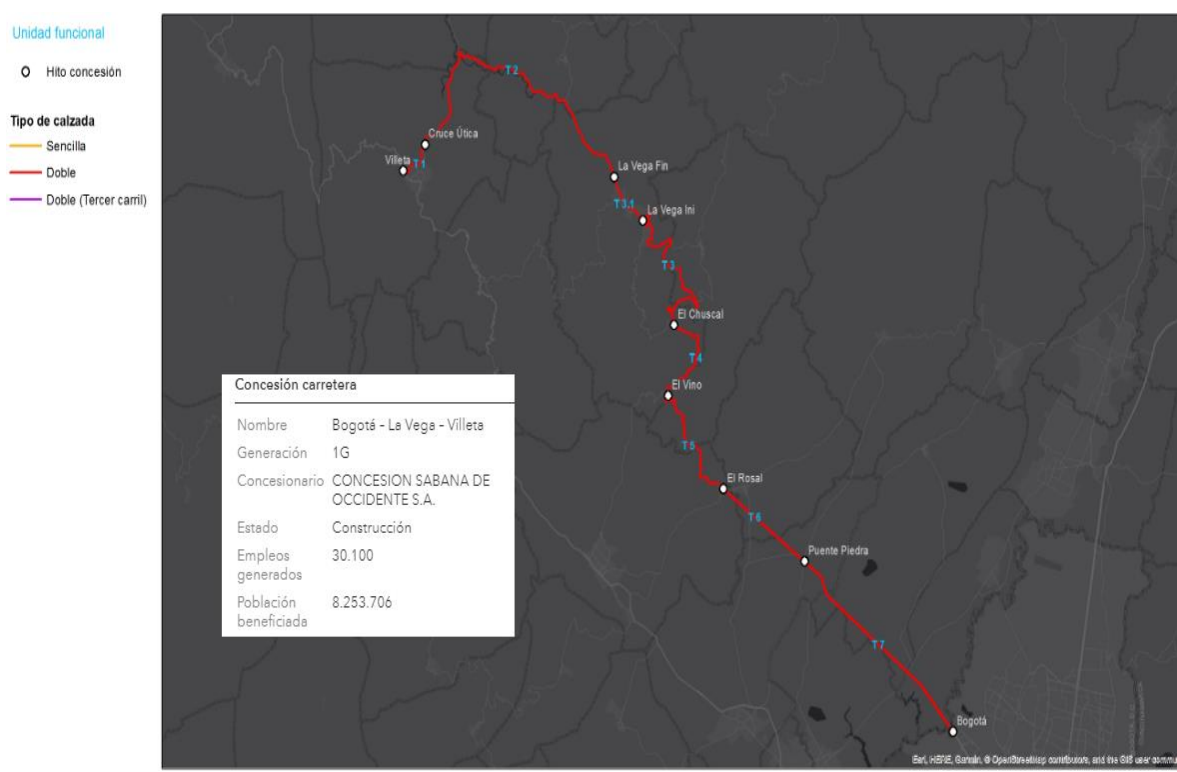 Unidad funcional
Hito concesión
Tipo de calzada
Sencilla
Doble
Doble (Tercer carril)
T 2
Cruce Útica
Villeta
T 1
La Vega Fin
T 3.1
La Vega Ini
T 3
El Chuscal
T 4
El Vino
T 5
El Rosal
T 6
Puente Piedra
T 7
Bogotá
Concesión carretera
Nombre Bogotá - La Vega - Villeta
Generación 1G
Concesionario CONCESION SABANA DE
OCCIDENTE S.A.
Estado Construcción
Empleos 30.100
generados
Población 8.253.706
beneficiada
Esri, HERE, Garmin, © OpenStreetMap contributors, and the GIS user commu